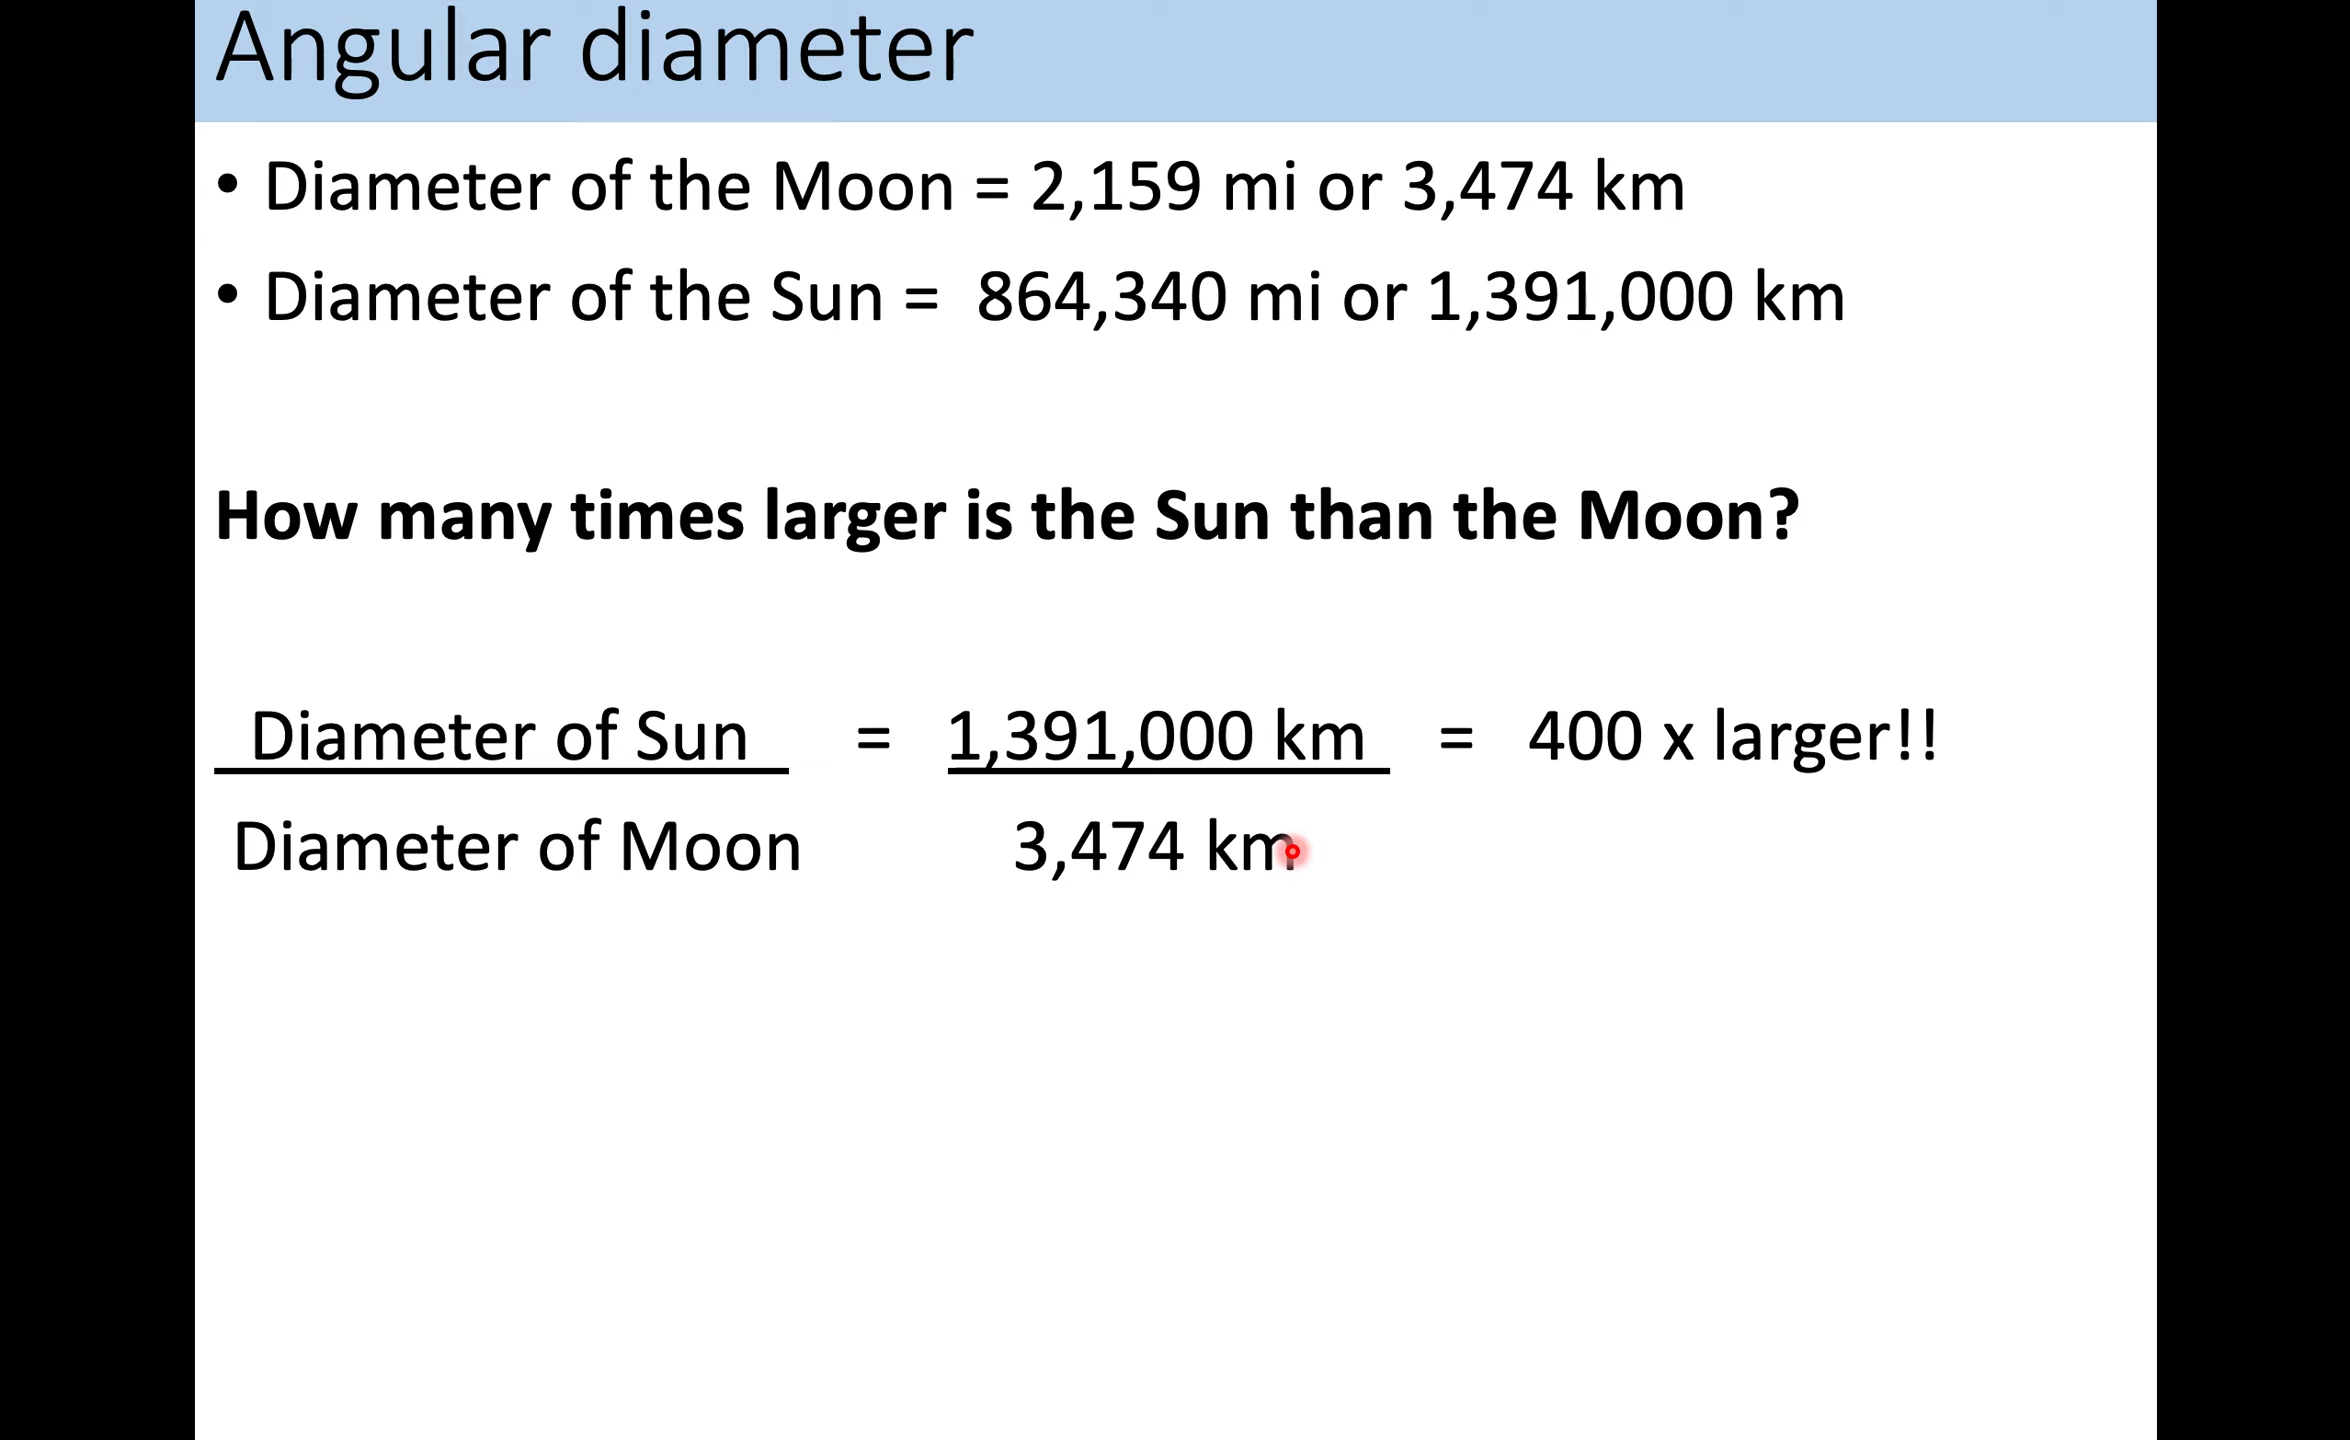 Angular diameter
• Diameter of the Moon = 2,159 mi or 3,474 km
• Diameter of the Sun = 864,340 mi or 1,391,000 km
How many times larger is the Sun than the Moon?
Diameter of Sun = 1,391,000 km = 400 x larger!!
Diameter of Moon 3,474 km